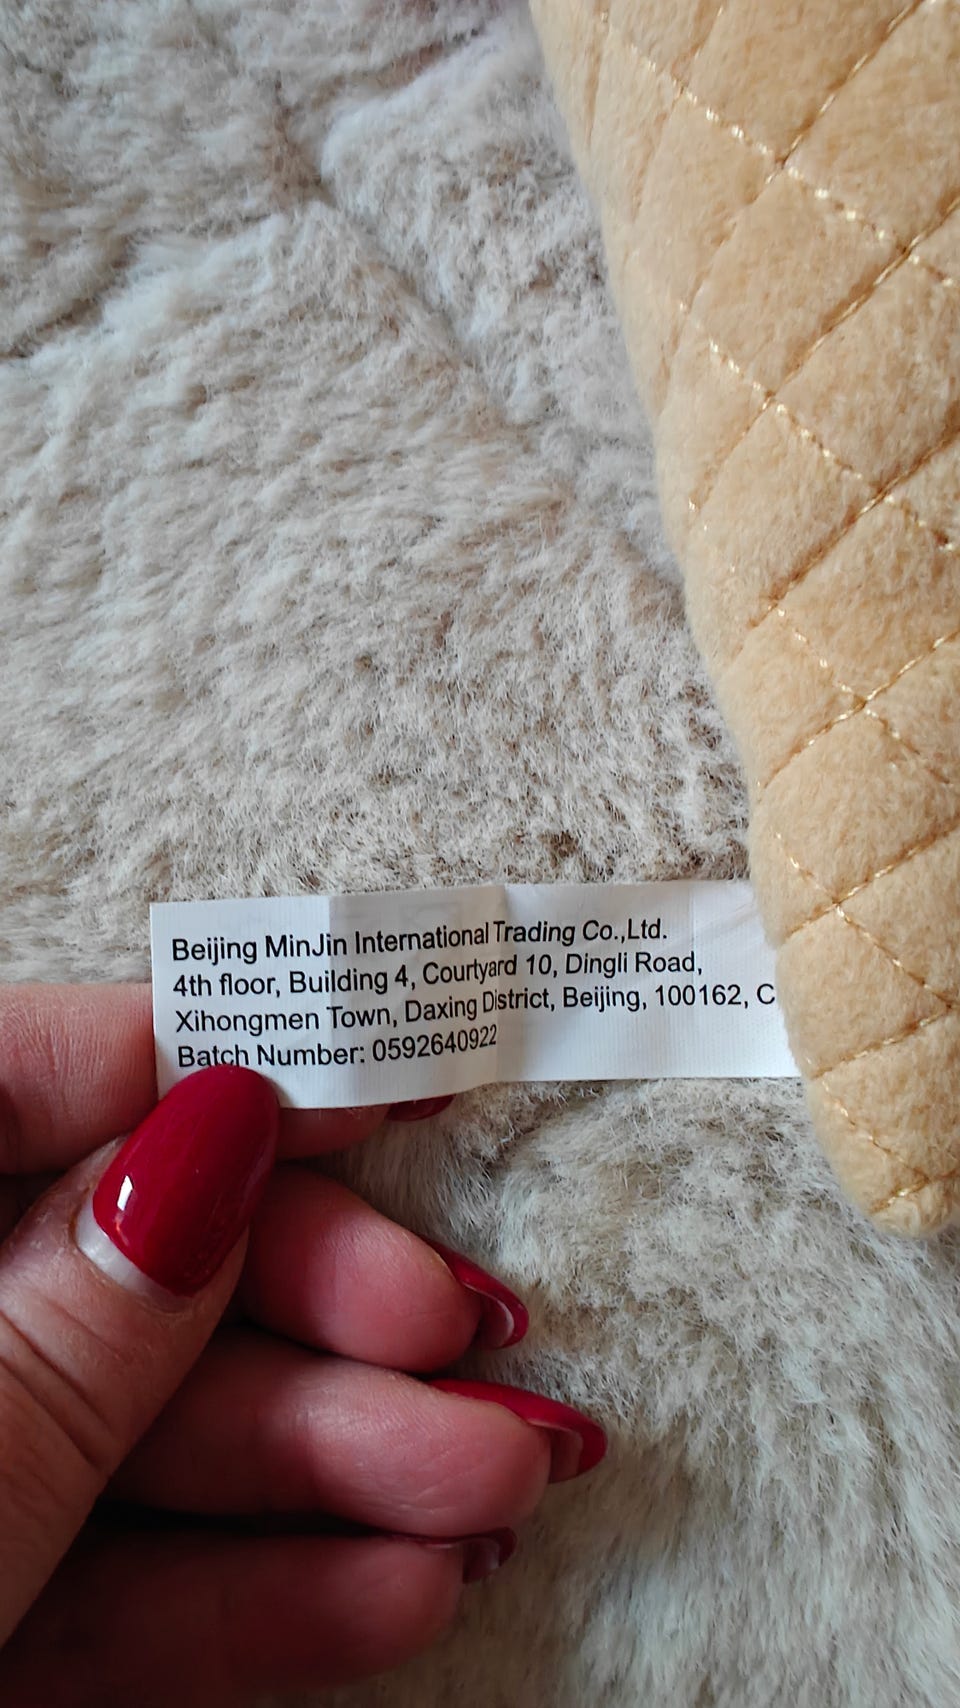 Beijing MinJin International Trading Co.,Ltd.
4th floor, Building 4, Courtyard 10, Dingli Road,
Xihongmen Town, Daxing District, Beijing, 100162, C
Batch Number: 0592640922